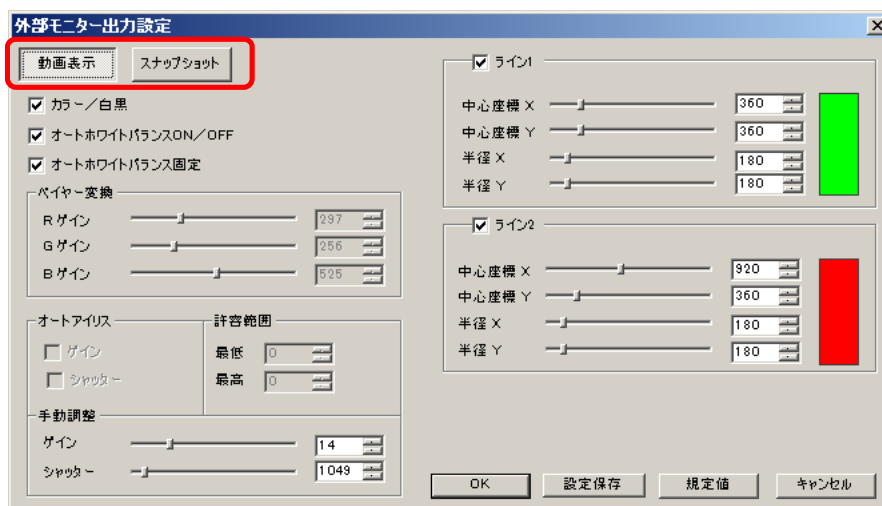 外部モニター出力設定
動画表示
スナップショット
カラー／白黒
オートホワイトバランスON／OFF
オートホワイトバランス固定
ベイヤー変換
Rゲイン 297
Gゲイン 256
Bゲイン 525
オートアイリス
ゲイン
シャッター
許容範囲
最低 0
最高 0
手動調整
ゲイン 14
シャッター 1049
ライン1
中心座標 X 360
中心座標 Y 360
半径 X 180
半径 Y 180
ライン2
中心座標 X 920
中心座標 Y 360
半径 X 180
半径 Y 180
OK
設定保存
規定値
キャンセル